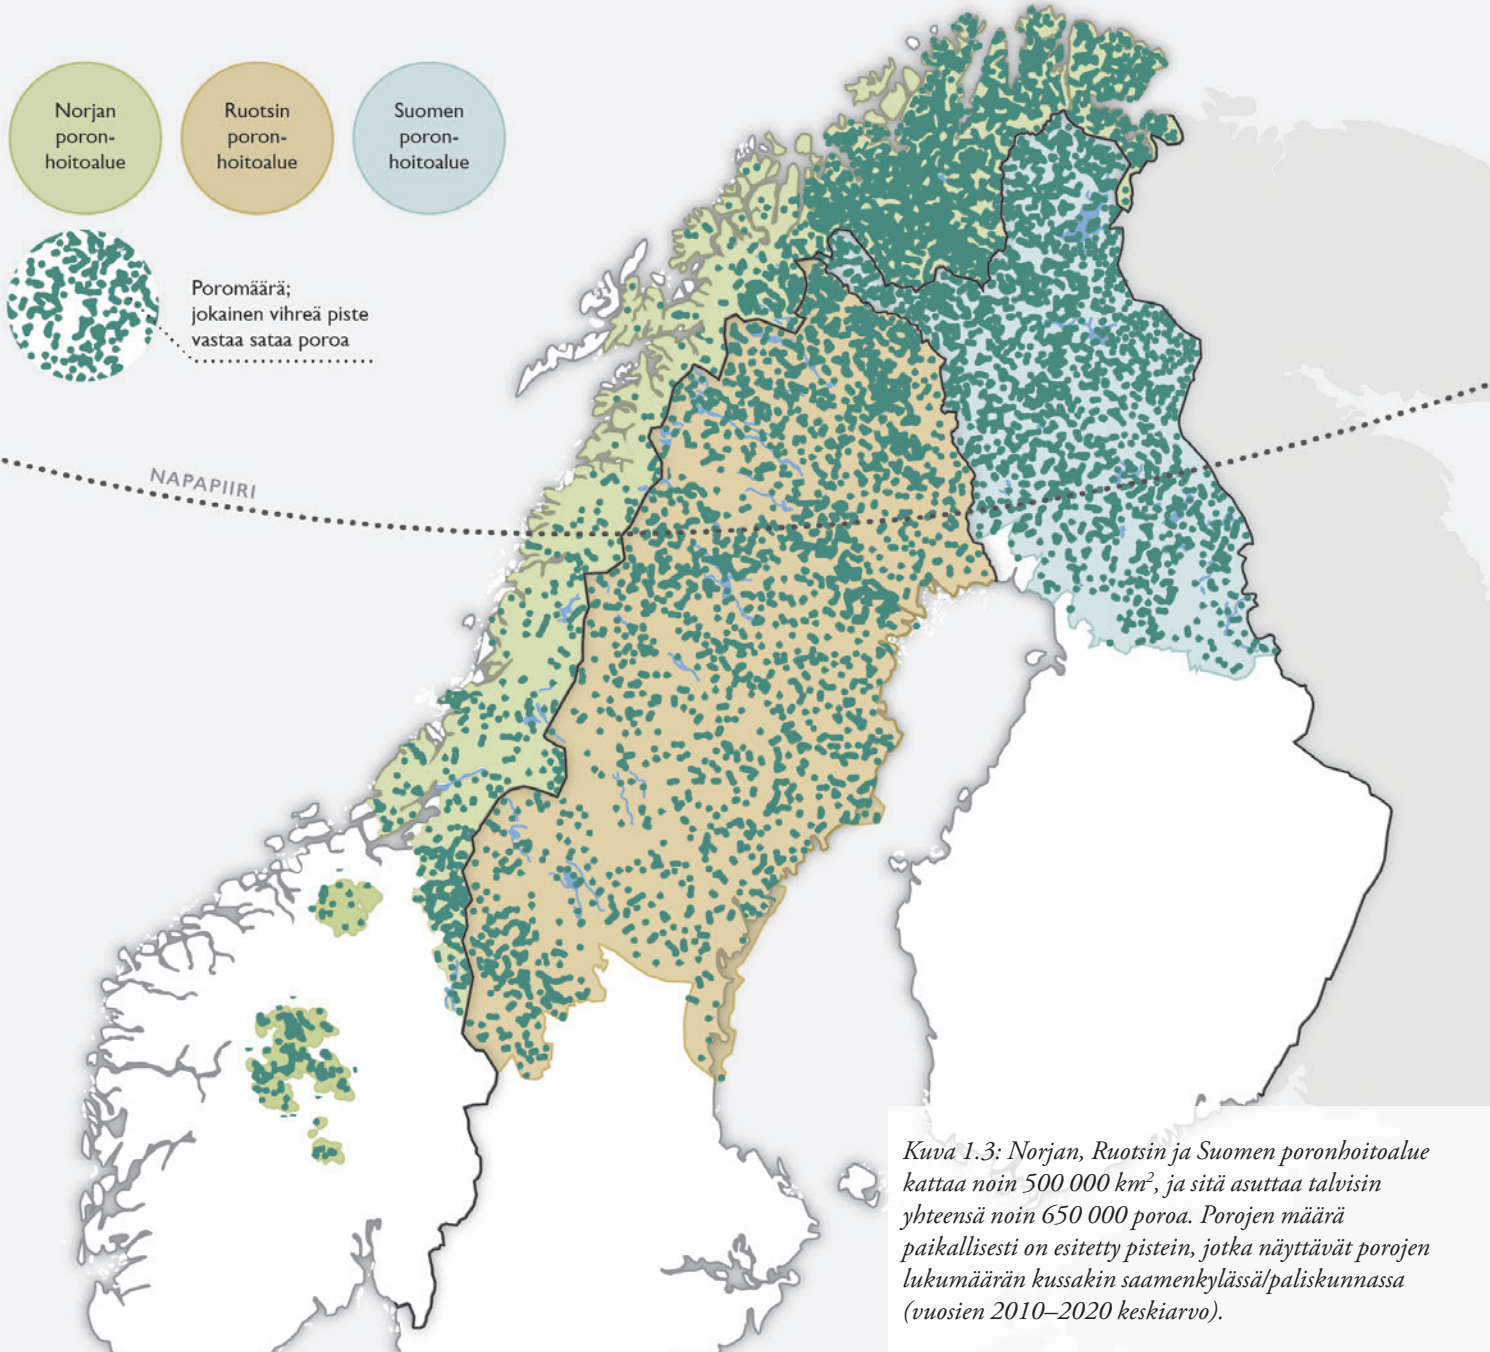 Norjan
poron-
hoitoalue
Ruotsin
poron-
hoitoalue
Suomen
poron-
hoitoalue
Poromäärä;
jokainen vihreä piste
vastaa sataa poroa
NAPAPIIRI
Kuva 1.3: Norjan, Ruotsin ja Suomen poronhoitoalue
kattaa noin 500 000 km², ja sitä asuttaa talvisin
yhteensä noin 650 000 poroa. Porojen määrä
paikallisesti on esitetty pistein, jotka näyttävät porojen
lukumäärän kussakin saamenkylässä/paliskunnassa
(vuosien 2010–2020 keskiarvo).